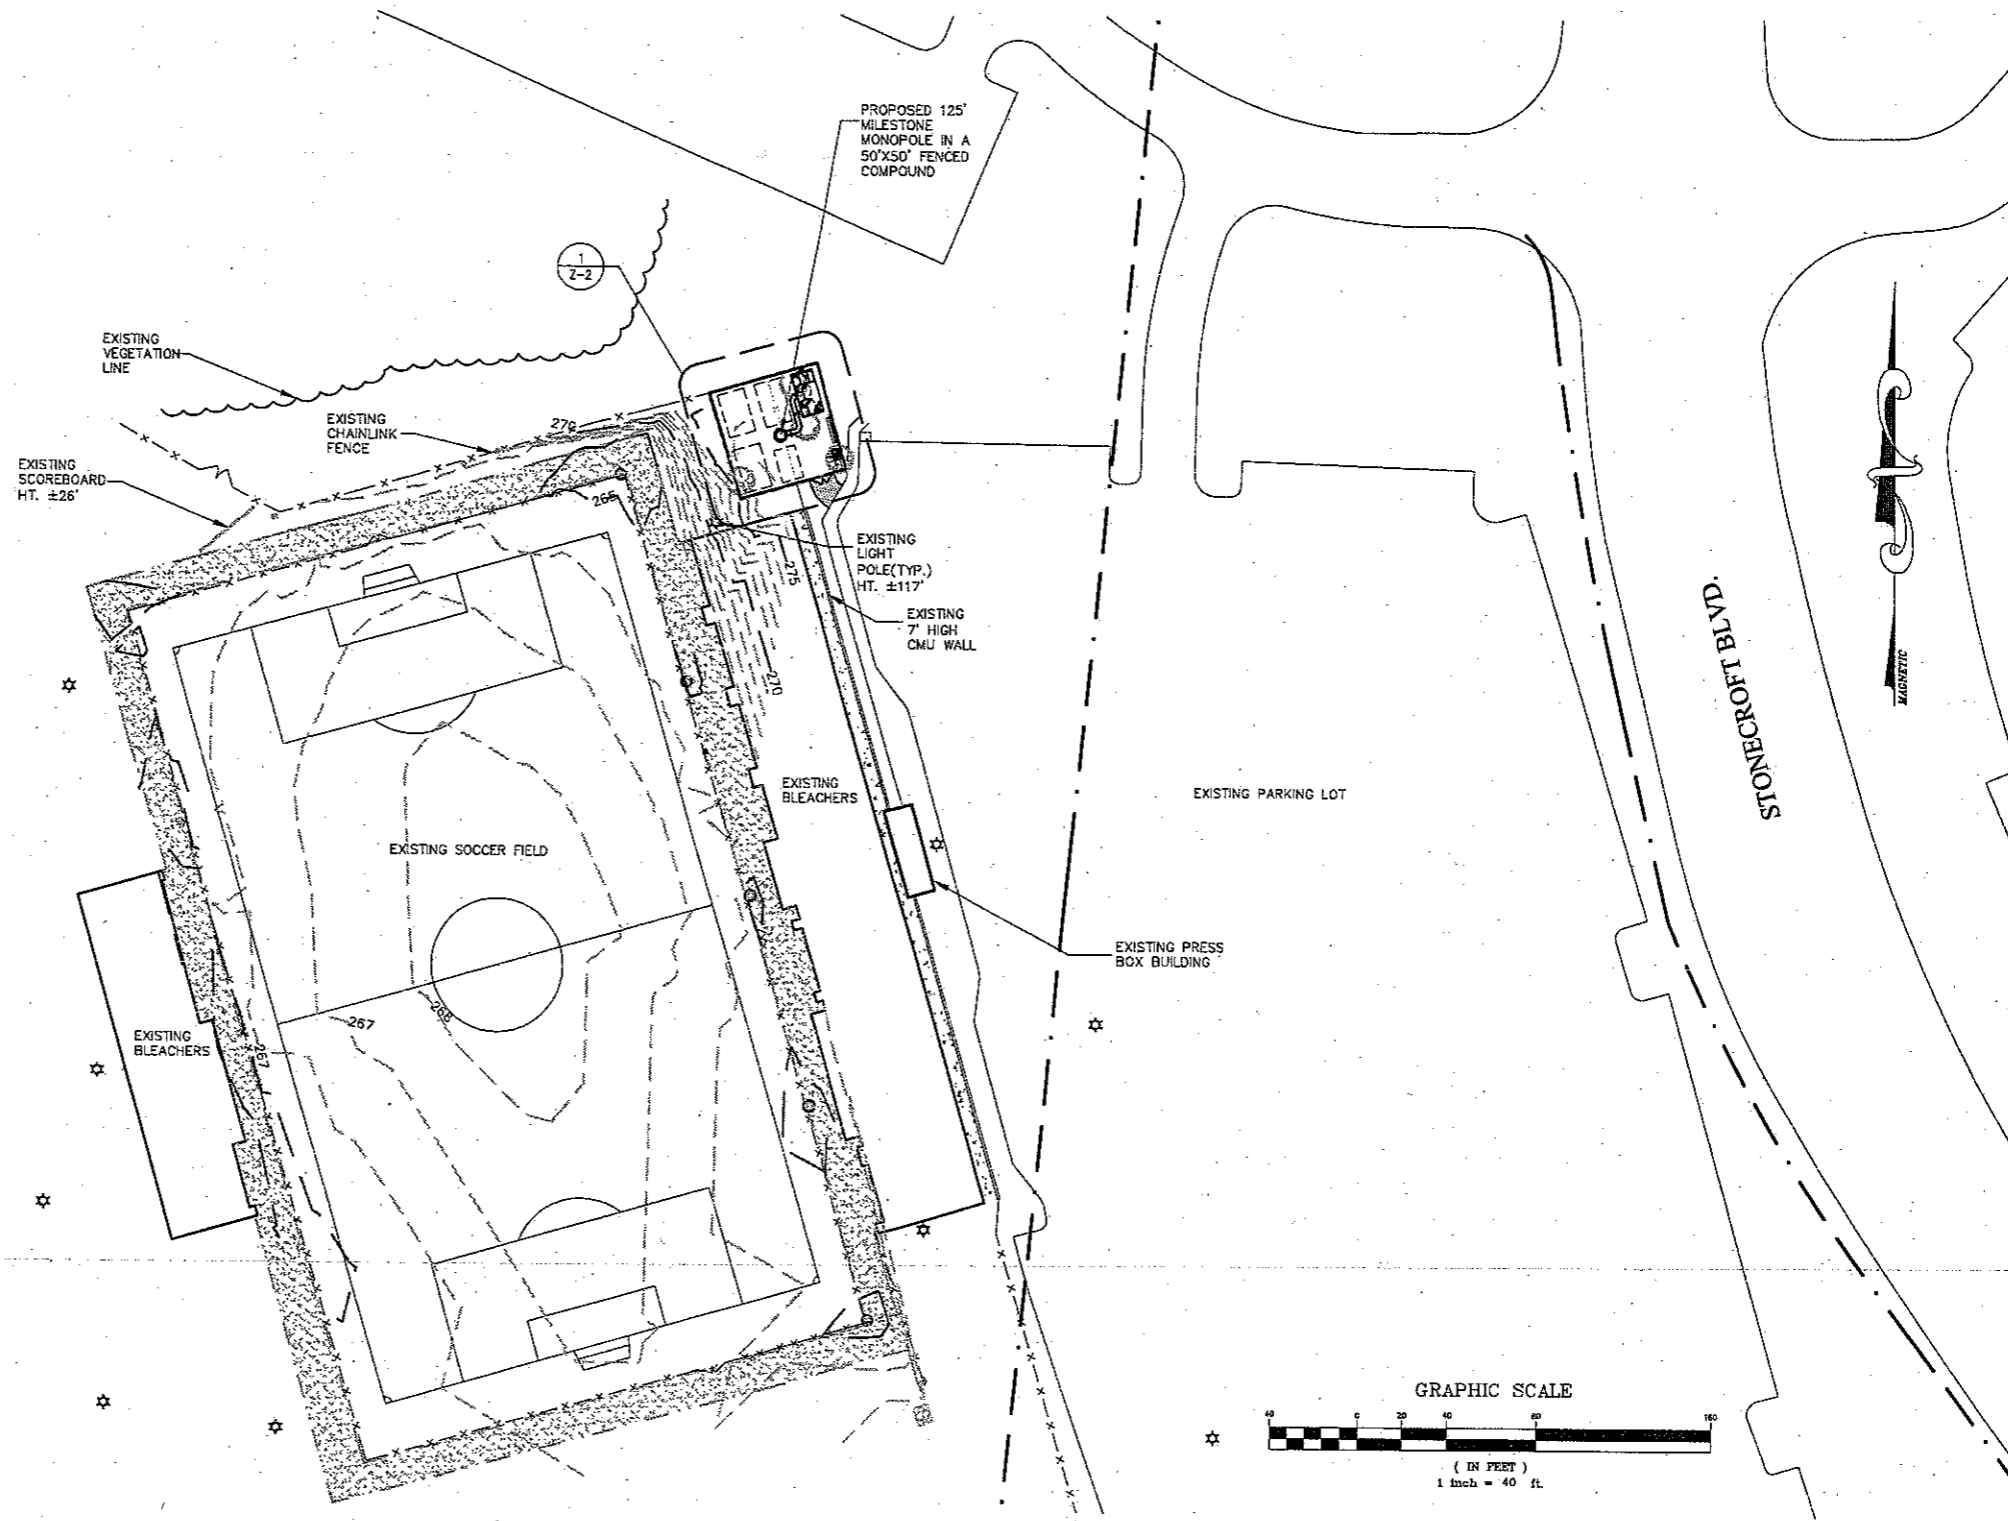 PROPOSED 125'
MILESTONE
MONOPOLE IN A
50'X50' FENCED
COMPOUND
1
Z-2
EXISTING
VEGETATION
LINE
EXISTING
CHAINLINK
FENCE
270
EXISTING
SCOREBOARD
HT. ±26'
265
EXISTING
LIGHT
POLE(TYP.)
HT. ±117'
275
EXISTING
7' HIGH
CMU WALL
270
STONECROFT BLVD.
MAGNETIC
EXISTING
BLEACHERS
EXISTING PARKING LOT
EXISTING SOCCER FIELD
EXISTING PRESS
BOX BUILDING
267
268
EXISTING
BLEACHERS
267
GRAPHIC SCALE
40 0 20 40 80 160
( IN FEET )
1 inch = 40 ft.